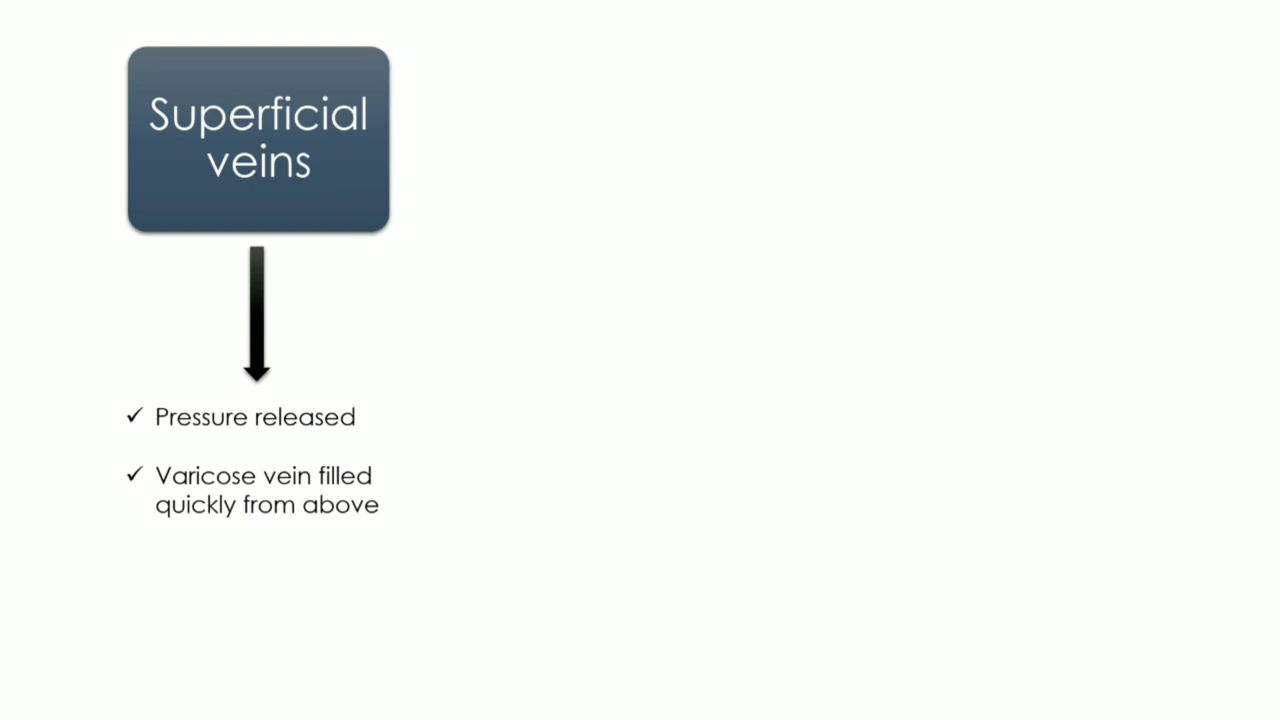 Superficial
veins
✓ Pressure released
✓ Varicose vein filled
quickly from above